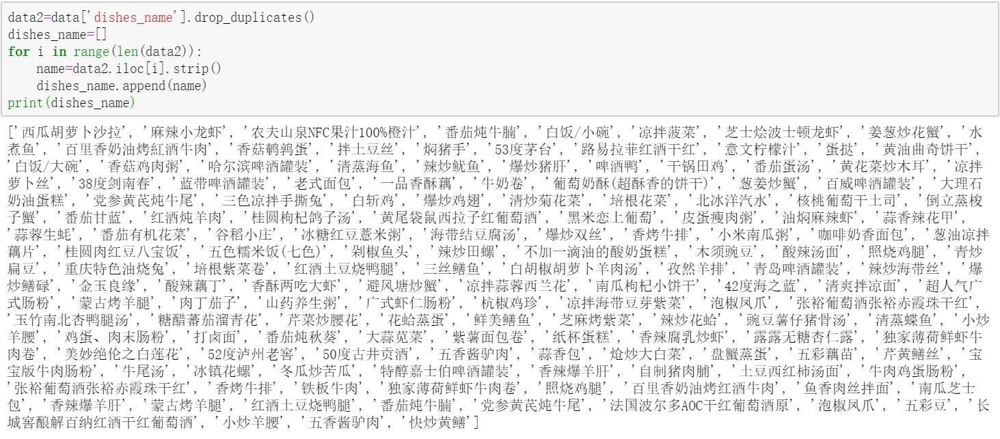 data2=data['dishes_name'].drop_duplicates()
dishes_name=[]
for i in range(len(data2)):
    name=data2.iloc[i].strip()
    dishes_name.append(name)
print(dishes_name)
['西瓜胡萝卜沙拉', '麻辣小龙虾', '农夫山泉NFC果汁100%橙汁', '番茄炖牛腩', '白饭/小碗', '凉拌菠菜', '芝士烩波士顿龙虾', '姜葱炒花蟹', '水
煮鱼', '百里香奶油烤紅酒牛肉', '香菇鹌鹑蛋', '拌土豆丝', '焖猪手', '53度茅台', '路易拉菲红酒干红', '意文柠檬汁', '蛋挞', '黄油曲奇饼干',
'白饭/大碗', '香菇鸡肉粥', '哈尔滨啤酒罐装', '清蒸海鱼', '辣炒鱿鱼', '爆炒猪肝', '啤酒鸭', '干锅田鸡', '番茄蛋汤', '黄花菜炒木耳', '凉拌
萝卜丝', '38度剑南春', '蓝带啤酒罐装', '老式面包', '一品香酥藕', '牛奶卷', '葡萄奶酥(超酥香的饼干)', '葱姜炒蟹', '百威啤酒罐装', '大理石
奶油蛋糕', '党参黄芪炖牛尾', '三色凉拌手撕兔', '白斩鸡', '爆炒鸡翅', '清炒菊花菜', '培根花菜', '北冰洋汽水', '核桃葡萄干土司', '倒立蒸梭
子蟹', '番茄甘蓝', '红酒炖羊肉', '桂圆枸杞鸽子汤', '黄尾袋鼠西拉子红葡萄酒', '黑米恋上葡萄', '皮蛋瘦肉粥', '油焖麻辣虾', '蒜香辣花甲',
'蒜蓉生蚝', '番茄有机花菜', '谷稻小庄', '冰糖红豆薏米粥', '海带结豆腐汤', '爆炒双丝', '香烤牛排', '小米南瓜粥', '咖啡奶香面包', '葱油凉拌
藕片', '桂圆肉红豆八宝饭', '五色糯米饭(七色)', '剁椒鱼头', '辣炒田螺', '不加一滴油的酸奶蛋糕', '木须豌豆', '酸辣汤面', '照烧鸡腿', '青炒
扁豆', '重庆特色油烧兔', '培根紫菜卷', '红酒土豆烧鸭腿', '三丝鳝鱼', '白胡椒胡萝卜羊肉汤', '孜然羊排', '青岛啤酒罐装', '辣炒海带丝', '爆
炒鳝碌', '金玉良缘', '酸辣藕丁', '香酥两吃大虾', '避风塘炒蟹', '凉拌蒜蓉西兰花', '南瓜枸杞小饼干', '42度海之蓝', '清爽拌凉面', '超人气广
式肠粉', '蒙古烤羊腿', '肉丁茄子', '山药养生粥', '广式虾仁肠粉', '杭椒鸡珍', '凉拌海带豆芽紫菜', '泡椒凤爪', '张裕葡萄酒张裕赤霞珠干红',
'玉竹南北杏鸭腿汤', '糖醋蕃茄溜青花', '芹菜炒腰花', '花蛤蒸蛋', '鲜美鳝鱼', '芝麻烤紫菜', '辣炒花蛤', '豌豆薯仔猪骨汤', '清蒸蝶鱼', '小炒
羊腰', '鸡蛋、肉末肠粉', '打卤面', '番茄炖秋葵', '大蒜苋菜', '紫薯面包卷', '纸杯蛋糕', '香辣腐乳炒虾', '露露无糖杏仁露', '独家薄荷鲜虾牛
肉卷', '美妙绝伦之白莲花', '52度泸州老窖', '50度古井贡酒', '五香酱驴肉', '蒜香包', '炝炒大白菜', '盘蟹蒸蛋', '五彩藕苗', '芹黄鳝丝', '宝
宝版牛肉肠粉', '牛尾汤', '冰镇花螺', '冬瓜炒苦瓜', '特醇嘉士伯啤酒罐装', '香辣爆羊肝', '自制猪肉脯', '土豆西红柿汤面', '牛肉鸡蛋肠粉',
'张裕葡萄酒张裕赤霞珠干红', '香烤牛排', '铁板牛肉', '独家薄荷鲜虾牛肉卷', '照烧鸡腿', '百里香奶油烤红酒牛肉', '鱼香肉丝拌面', '南瓜芝士
包', '香辣爆羊肝', '蒙古烤羊腿', '红酒土豆烧鸭腿', '番茄炖牛腩', '党参黄芪炖牛尾', '法国波尔多AOC干红葡萄酒原', '泡椒凤爪', '五彩豆', '长
城窖酿解百纳红酒干红葡萄酒', '小炒羊腰', '五香酱驴肉', '快炒黄鳝']